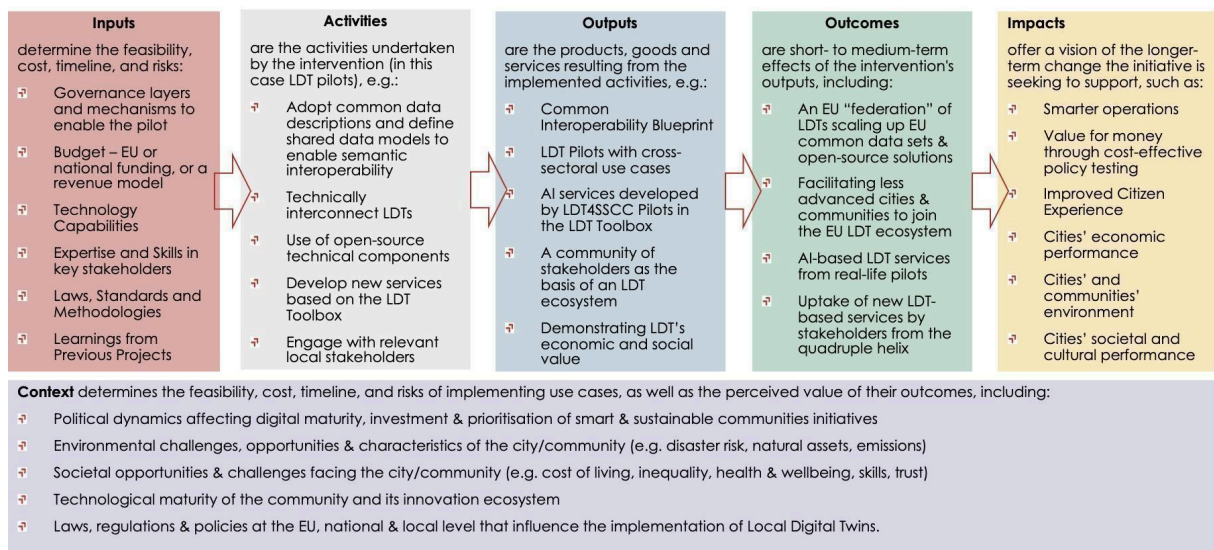 Inputs
determine the feasibility,
cost, timeline, and risks:
Governance layers
and mechanisms to
enable the pilot
Budget – EU or
national funding, or a
revenue model
Technology
Capabilities
Expertise and Skills in
key stakeholders
Laws, Standards and
Methodologies
Learnings from
Previous Projects
Activities
are the activities undertaken
by the intervention (in this
case LDT pilots), e.g.:
Adopt common data
descriptions and define
shared data models to
enable semantic
interoperability
Technically
interconnect LDTs
Use of open-source
technical components
Develop new services
based on the LDT
Toolbox
Engage with relevant
local stakeholders
Outputs
are the products, goods and
services resulting from the
implemented activities, e.g.:
Common
Interoperability Blueprint
LDT Pilots with cross-
sectoral use cases
AI services developed
by LDT4SSCC Pilots in
the LDT Toolbox
A community of
stakeholders as the
basis of an LDT
ecosystem
Demonstrating LDT's
economic and social
value
Outcomes
are short- to medium-term
effects of the intervention's
outputs, including:
An EU “federation” of
LDTs scaling up EU
common data sets &
open-source solutions
Facilitating less
advanced cities &
communities to join
the EU LDT ecosystem
AI-based LDT services
from real-life pilots
Uptake of new LDT-
based services by
stakeholders from the
quadruple helix
Impacts
offer a vision of the longer-
term change the initiative is
seeking to support, such as:
Smarter operations
Value for money
through cost-effective
policy testing
Improved Citizen
Experience
Cities' economic
performance
Cities' and
communities'
environment
Cities' societal and
cultural performance
Context determines the feasibility, cost, timeline, and risks of implementing use cases, as well as the perceived value of their outcomes, including:
Political dynamics affecting digital maturity, investment & prioritisation of smart & sustainable communities initiatives
Environmental challenges, opportunities & characteristics of the city/community (e.g. disaster risk, natural assets, emissions)
Societal opportunities & challenges facing the city/community (e.g. cost of living, inequality, health & wellbeing, skills, trust)
Technological maturity of the community and its innovation ecosystem
Laws, regulations & policies at the EU, national & local level that influence the implementation of Local Digital Twins.